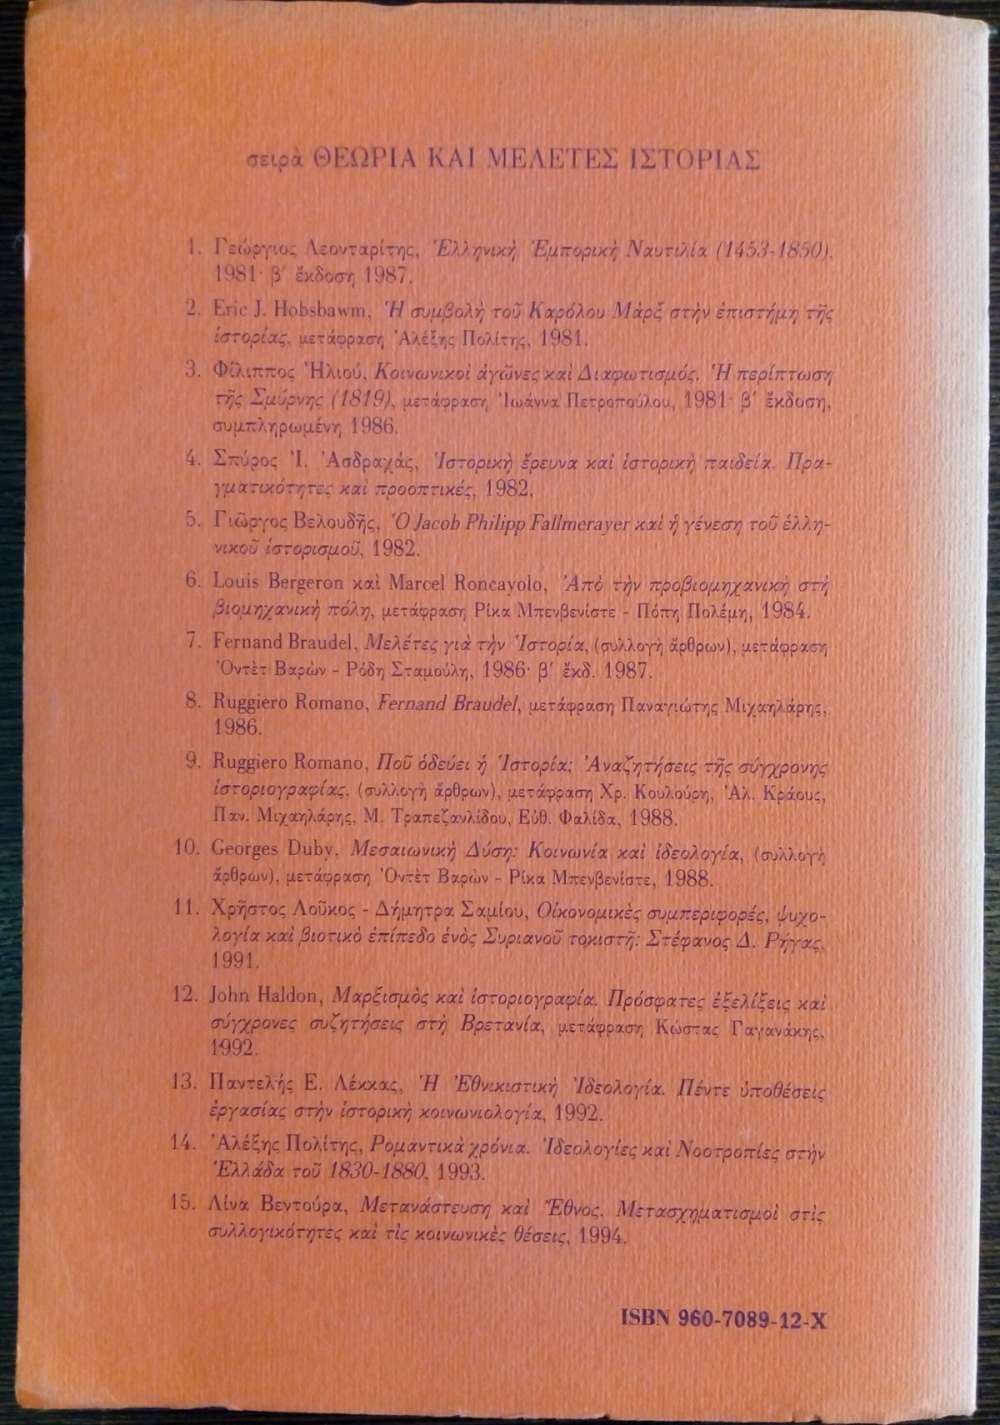 σειρὰ ΘΕΩΡΙΑ ΚΑΙ ΜΕΛΕΤΕΣ ΙΣΤΟΡΙΑΣ
1. Γεώργιος Λεονταρίτης, Ἑλληνικὴ Ἐμπορικὴ Ναυτιλία (1453-1850),
1981· β΄ ἔκδοση 1987.
2. Eric J. Hobsbawm, Ἡ συμβολὴ τοῦ Καρόλου Μὰρξ στὴν ἐπιστήμη τῆς
ἱστορίας, μετάφραση Ἀλέξης Πολίτης, 1981.
3. Φίλιππος Ἠλιού, Κοινωνικοὶ ἀγῶνες καὶ Διαφωτισμός. Ἡ περίπτωση
τῆς Σμύρνης (1819), μετάφραση Ἰωάννα Πετροπούλου, 1981· β΄ ἔκδοση,
συμπληρωμένη 1986.
4. Σπύρος Ἰ. Ἀσδραχάς, Ἱστορικὴ ἔρευνα καὶ ἱστορικὴ παιδεία. Πρα-
γματικότητες καὶ προοπτικές, 1982.
5. Γιῶργος Βελουδῆς, Ὁ Jacob Philipp Fallmerayer καὶ ἡ γένεση τοῦ ἑλλη-
νικοῦ ἱστορισμοῦ, 1982.
6. Louis Bergeron καὶ Marcel Roncayolo, Ἀπὸ τὴν προβιομηχανικὴ στὴ
βιομηχανικὴ πόλη, μετάφραση Ρίκα Μπενβενίστε - Πόπη Πολέμη, 1984.
7. Fernand Braudel, Μελέτες γιὰ τὴν Ἱστορία, (συλλογὴ ἄρθρων), μετάφραση
Ὀντὲτ Βαρὼν - Ρόδη Σταμούλη, 1986· β΄ ἔκδ. 1987.
8. Ruggiero Romano, Fernand Braudel, μετάφραση Παναγιώτης Μιχαηλάρης,
1986.
9. Ruggiero Romano, Ποῦ ὁδεύει ἡ Ἱστορία; Ἀναζητήσεις τῆς σύγχρονης
ἱστοριογραφίας, (συλλογὴ ἄρθρων), μετάφραση Χρ. Κουλούρη, Ἀλ. Κράους,
Παν. Μιχαηλάρης, Μ. Τραπεζανλίδου, Εὐθ. Φαλίδα, 1988.
10. Georges Duby, Μεσαιωνικὴ Δύση: Κοινωνία καὶ ἰδεολογία, (συλλογὴ
ἄρθρων), μετάφραση Ὀντὲτ Βαρὼν - Ρίκα Μπενβενίστε, 1988.
11. Χρῆστος Λοῦκος - Δήμητρα Σαμίου, Οἰκονομικὲς συμπεριφορές, ψυχο-
λογία καὶ βιοτικὸ ἐπίπεδο ἑνὸς Συριανοῦ τοκιστῆ: Στέφανος Δ. Ρήγας,
1991.
12. John Haldon, Μαρξισμὸς καὶ ἱστοριογραφία. Πρόσφατες ἐξελίξεις καὶ
σύγχρονες συζητήσεις στὴ Βρετανία, μετάφραση Κώστας Γαγανάκης,
1992.
13. Παντελὴς Ε. Λέκκας, Ἡ Ἐθνικιστικὴ Ἰδεολογία. Πέντε ὑποθέσεις
ἐργασίας στὴν ἱστορικὴ κοινωνιολογία, 1992.
14. Ἀλέξης Πολίτης, Ρομαντικὰ χρόνια. Ἰδεολογίες καὶ Νοοτροπίες στὴν
Ἑλλάδα τοῦ 1830-1880, 1993.
15. Λίνα Βεντούρα, Μετανάστευση καὶ Ἔθνος. Μετασχηματισμοὶ στὶς
συλλογικότητες καὶ τὶς κοινωνικὲς θέσεις, 1994.
ISBN 960-7089-12-X